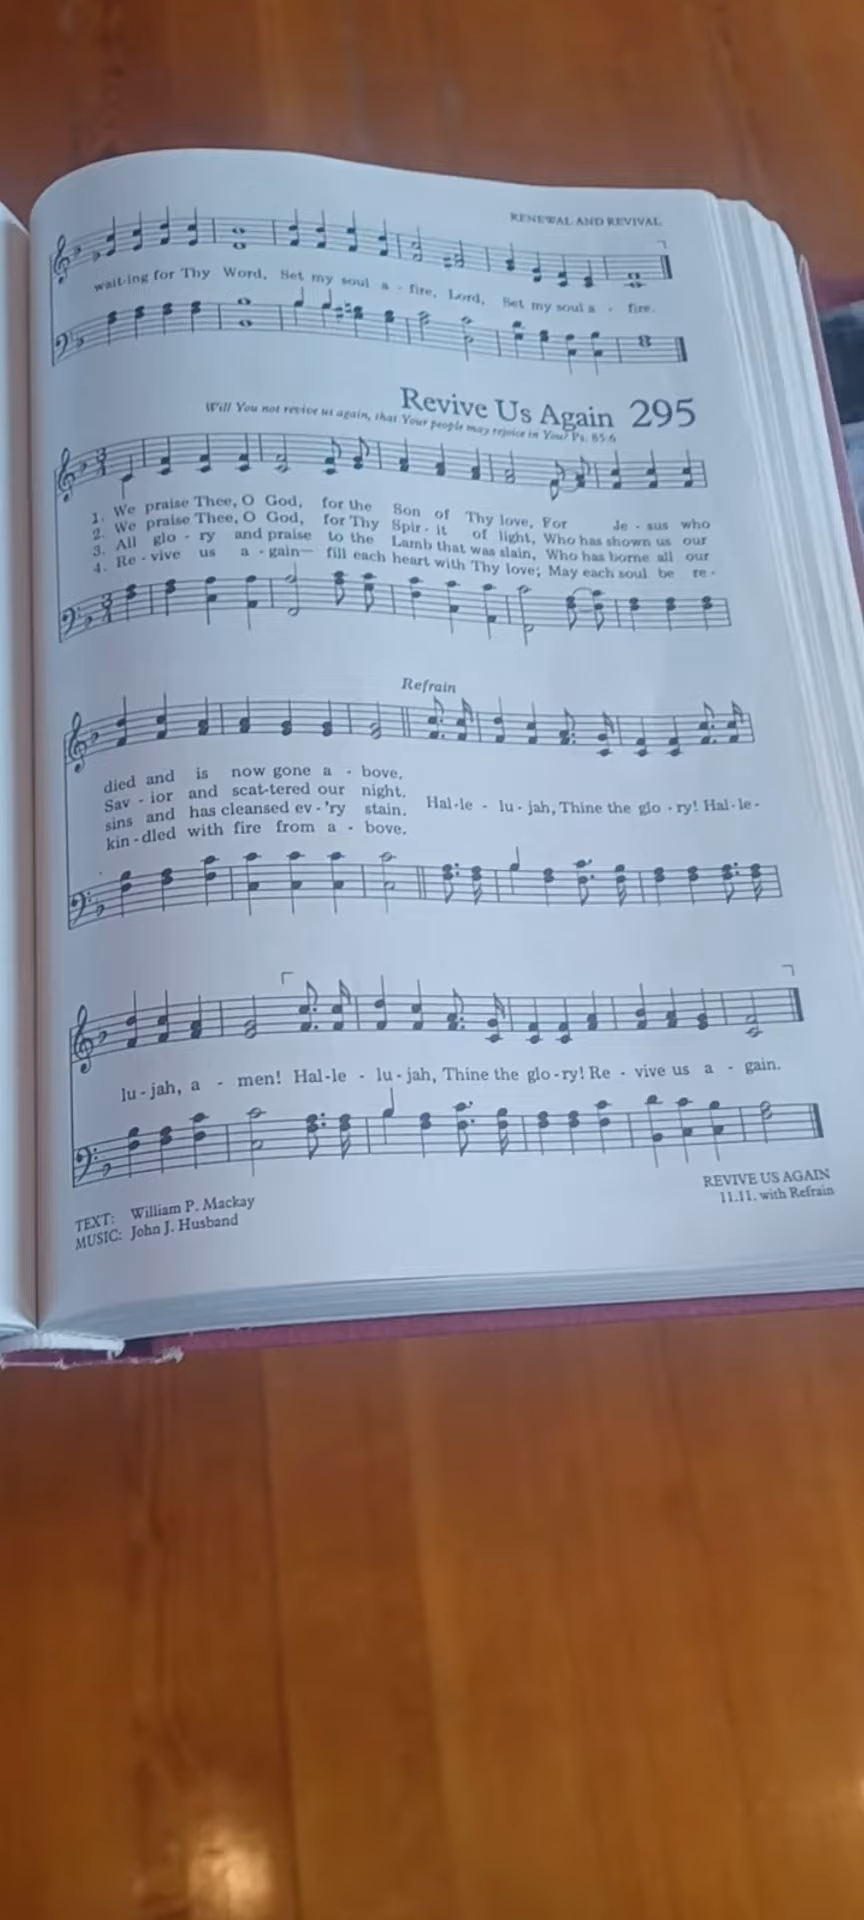 RENEWAL AND REVIVAL
wait-ing for Thy Word, Set my soul a - fire, Lord, Set my soul a - fire.
Revive Us Again 295
Will You not revive us again, that Your people may rejoice in You? Ps. 85:6
1. We praise Thee, O God, for the Son of Thy love, For Je - sus who
2. We praise Thee, O God, for Thy Spir - it of light, Who has shown us our
3. All glo - ry and praise to the Lamb that was slain, Who has borne all our
4. Re - vive us a - gain— fill each heart with Thy love; May each soul be re -
Refrain
died and is now gone a - bove.
Sav - ior and scat-tered our night.
sins and has cleansed ev - 'ry stain. Hal-le - lu - jah, Thine the glo - ry! Hal-le-
kin - dled with fire from a - bove.
lu - jah, a - men! Hal-le - lu - jah, Thine the glo - ry! Re - vive us a - gain.
TEXT: William P. Mackay
MUSIC: John J. Husband
REVIVE US AGAIN
11.11. with Refrain